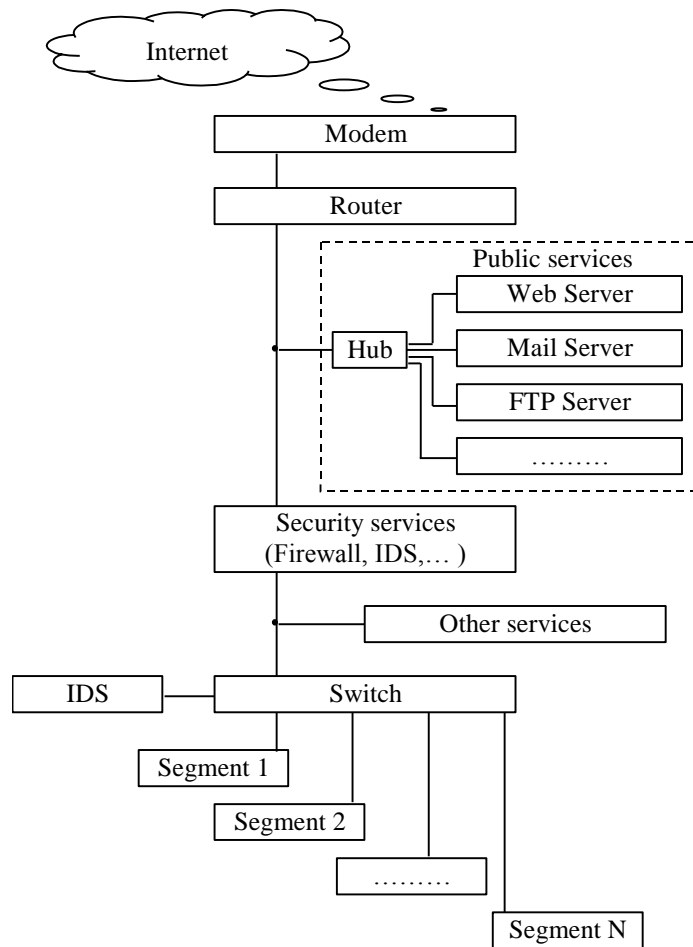 Internet
Modem
Router
Public services
Web Server
Hub
Mail Server
FTP Server
………
Security services
(Firewall, IDS,… )
Other services
IDS
Switch
Segment 1
Segment 2
………
Segment N